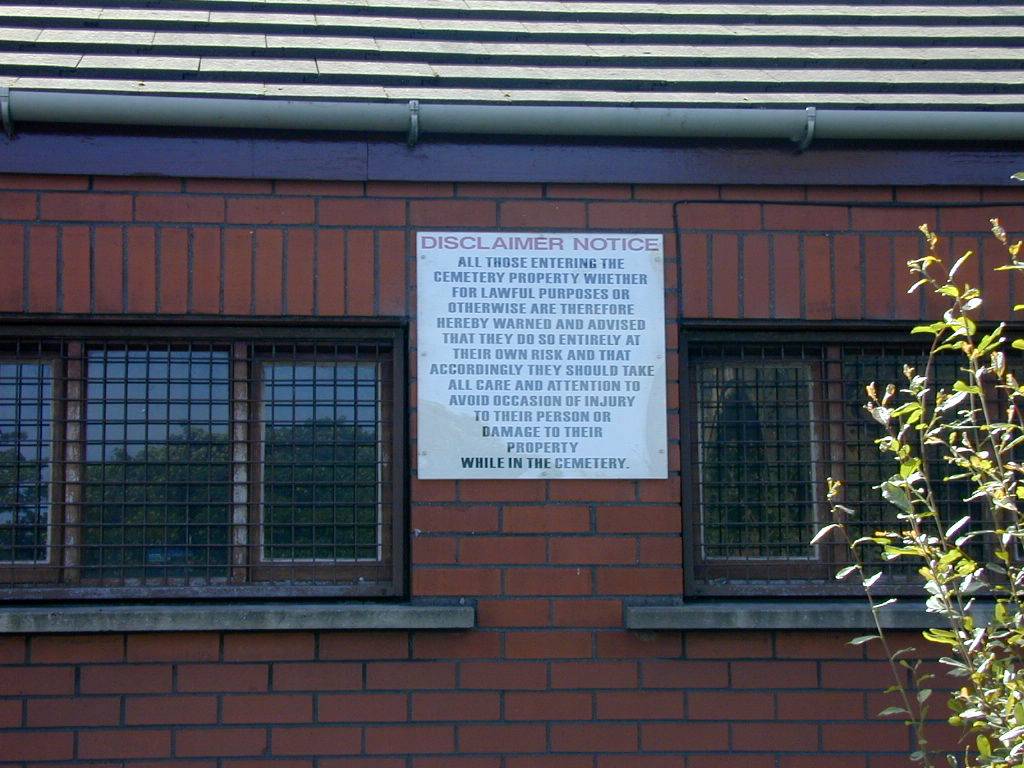 DISCLAIMER NOTICE
ALL THOSE ENTERING THE
CEMETERY PROPERTY WHETHER
FOR LAWFUL PURPOSES OR
OTHERWISE ARE THEREFORE
HEREBY WARNED AND ADVISED
THAT THEY DO SO ENTIRELY AT
THEIR OWN RISK AND THAT
ACCORDINGLY THEY SHOULD TAKE
ALL CARE AND ATTENTION TO
AVOID OCCASION OF INJURY
TO THEIR PERSON OR
DAMAGE TO THEIR
PROPERTY
WHILE IN THE CEMETERY.